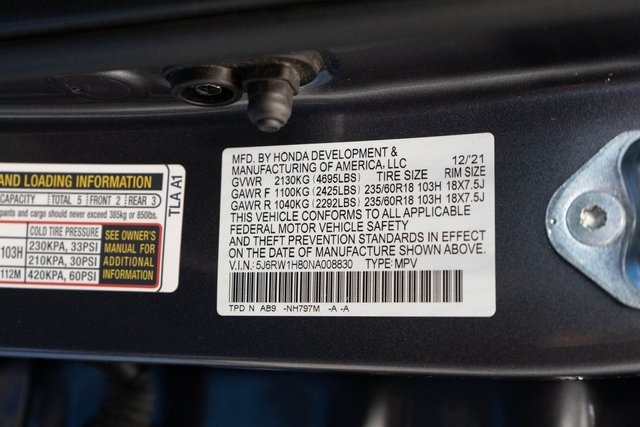 AND LOADING INFORMATION
CAPACITY TOTAL 5 FRONT 2 REAR 3
pants and cargo should never exceed 385kg or 850lbs.
COLD TIRE PRESSURE
103H 230KPA, 33PSI
210KPA, 30PSI
112M 420KPA, 60PSI
SEE OWNER'S
MANUAL FOR
ADDITIONAL
INFORMATION
TLA A1
MFD. BY HONDA DEVELOPMENT &
MANUFACTURING OF AMERICA, LLC 12/21
GVWR 2130KG (4695LBS) TIRE SIZE RIM SIZE
GAWR F 1100KG (2425LBS) 235/60R18 103H 18X7.5J
GAWR R 1040KG (2292LBS) 235/60R18 103H 18X7.5J
THIS VEHICLE CONFORMS TO ALL APPLICABLE
FEDERAL MOTOR VEHICLE SAFETY
AND THEFT PREVENTION STANDARDS IN EFFECT
ON THE DATE OF MANUFACTURE SHOWN ABOVE.
V.I.N.: 5J6RW1H80NA008830 TYPE: MPV
TPD N AB9 -NH797M -A -A